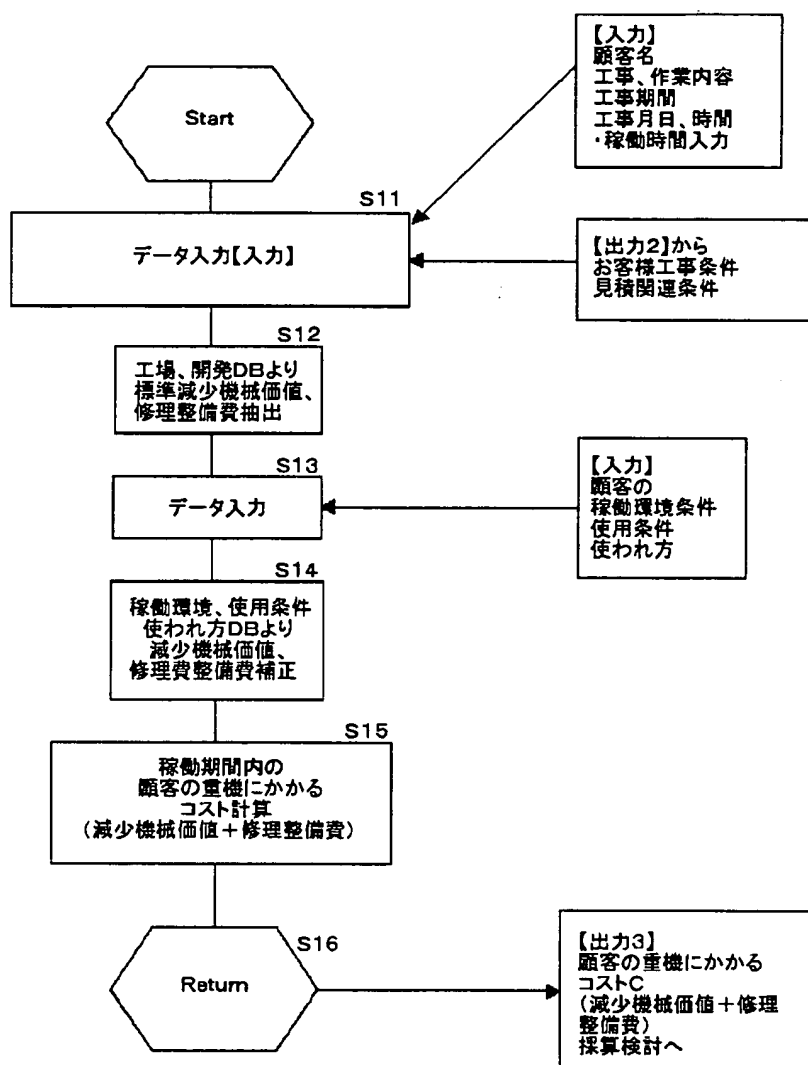 【入力】
顧客名
工事、作業内容
工事期間
工事月日、時間
・稼働時間入力
Start
S11
データ入力【入力】
【出力2】から
お客様工事条件
見積関連条件
S12
工場、開発DBより
標準減少機械価値、
修理整備費抽出
S13
データ入力
【入力】
顧客の
稼働環境条件
使用条件
使われ方
S14
稼働環境、使用条件
使われ方DBより
減少機械価値、
修理費整備費補正
S15
稼働期間内の
顧客の重機にかかる
コスト計算
(減少機械価値+修理整備費)
S16
Return
【出力3】
顧客の重機にかかる
コストC
(減少機械価値+修理
整備費)
採算検討へ